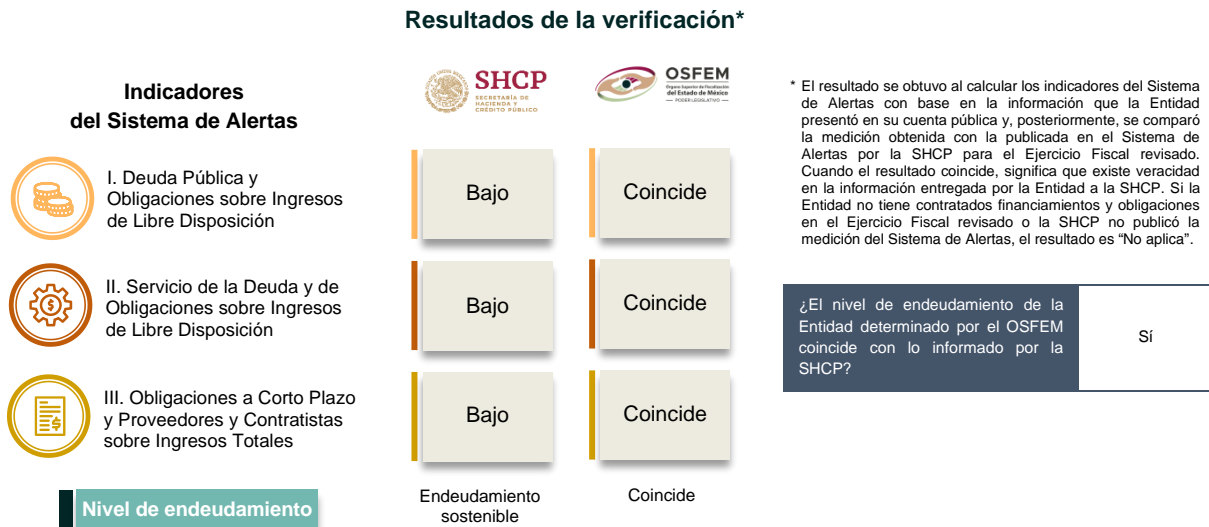 Resultados de la verificación*
Indicadores
del Sistema de Alertas
SHCP
SECRETARÍA DE
HACIENDA Y
CRÉDITO PÚBLICO
OSFEM
Órgano Superior de Fiscalización
del Estado de México
PODER LEGISLATIVO
I. Deuda Pública y
Obligaciones sobre Ingresos
de Libre Disposición
Bajo
Coincide
II. Servicio de la Deuda y de
Obligaciones sobre Ingresos
de Libre Disposición
Bajo
Coincide
III. Obligaciones a Corto Plazo
y Proveedores y Contratistas
sobre Ingresos Totales
Bajo
Coincide
Nivel de endeudamiento
Endeudamiento
sostenible
Coincide
* El resultado se obtuvo al calcular los indicadores del Sistema
de Alertas con base en la información que la Entidad
presentó en su cuenta pública y, posteriormente, se comparó
la medición obtenida con la publicada en el Sistema de
Alertas por la SHCP para el Ejercicio Fiscal revisado.
Cuando el resultado coincide, significa que existe veracidad
en la información entregada por la Entidad a la SHCP. Si la
Entidad no tiene contratados financiamientos y obligaciones
en el Ejercicio Fiscal revisado o la SHCP no publicó la
medición del Sistema de Alertas, el resultado es “No aplica”.
¿El nivel de endeudamiento de la
Entidad determinado por el OSFEM
coincide con lo informado por la
SHCP?
Sí